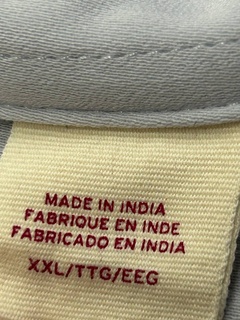 MADE IN INDIA
FABRIQUE EN INDE
FABRICADO EN INDIA
XXL/TTG/EEG